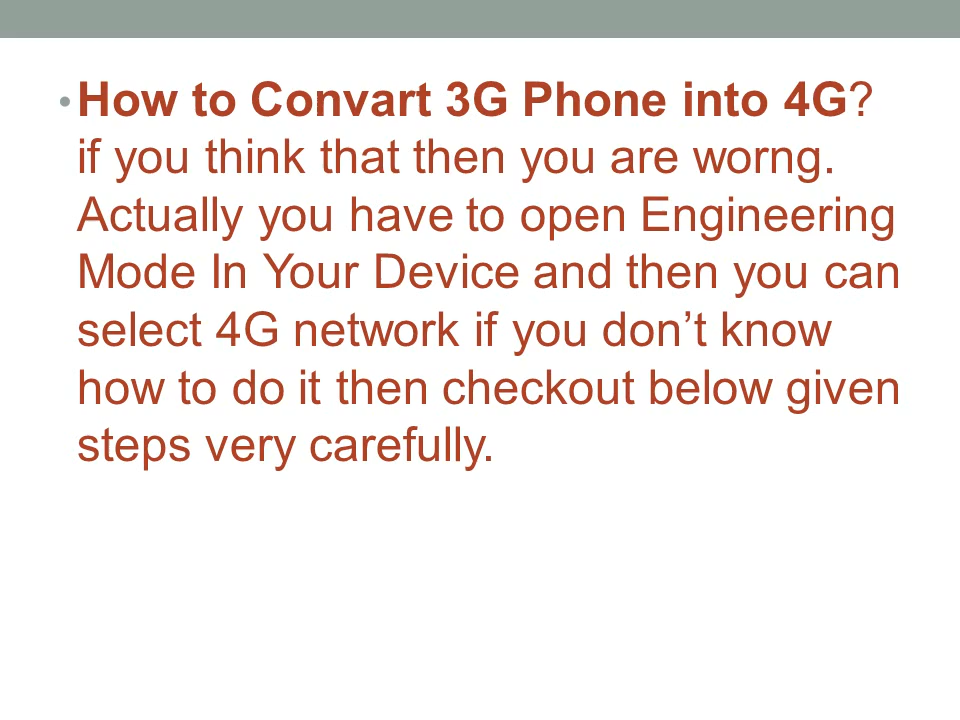 • How to Convart 3G Phone into 4G?
if you think that then you are worng.
Actually you have to open Engineering
Mode In Your Device and then you can
select 4G network if you don’t know
how to do it then checkout below given
steps very carefully.